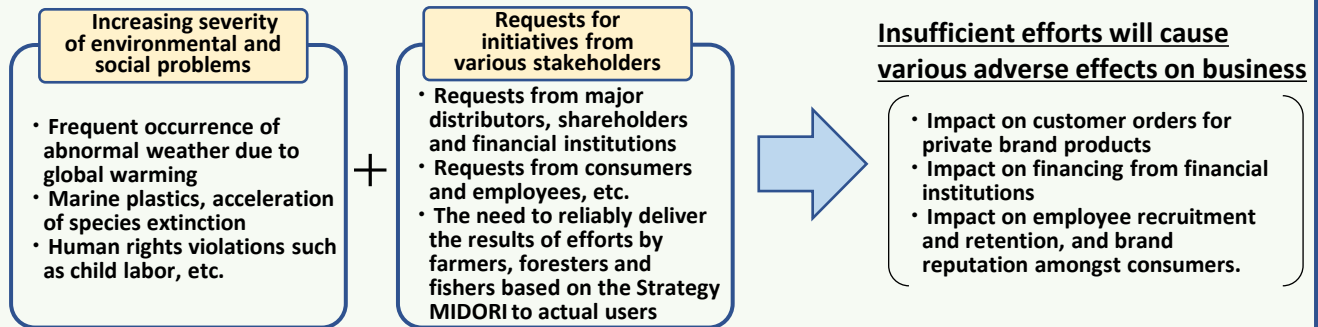 Increasing severity
of environmental and
social problems
・Frequent occurrence of
abnormal weather due to
global warming
・Marine plastics, acceleration
of species extinction
・Human rights violations such
as child labor, etc.
+
Requests for
initiatives from
various stakeholders
・Requests from major
distributors, shareholders
and financial institutions
・Requests from consumers
and employees, etc.
・The need to reliably deliver
the results of efforts by
farmers, foresters and
fishers based on the Strategy
MIDORI to actual users
Insufficient efforts will cause
various adverse effects on business
・Impact on customer orders for
private brand products
・Impact on financing from financial
institutions
・Impact on employee recruitment
and retention, and brand
reputation amongst consumers.